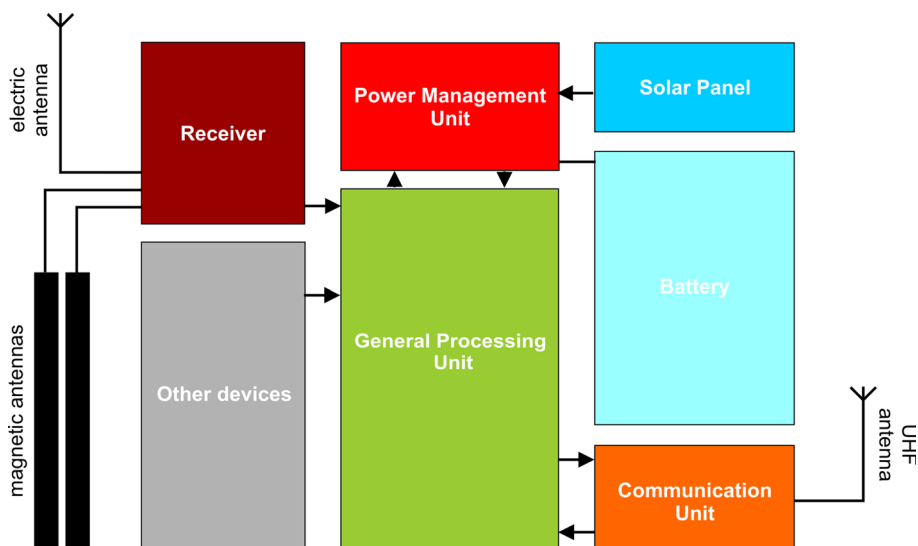 electric
antenna
Receiver
Power Management
Unit
Solar Panel
Battery
General Processing
Unit
Other devices
magnetic antennas
Communication
Unit
UHF
antenna